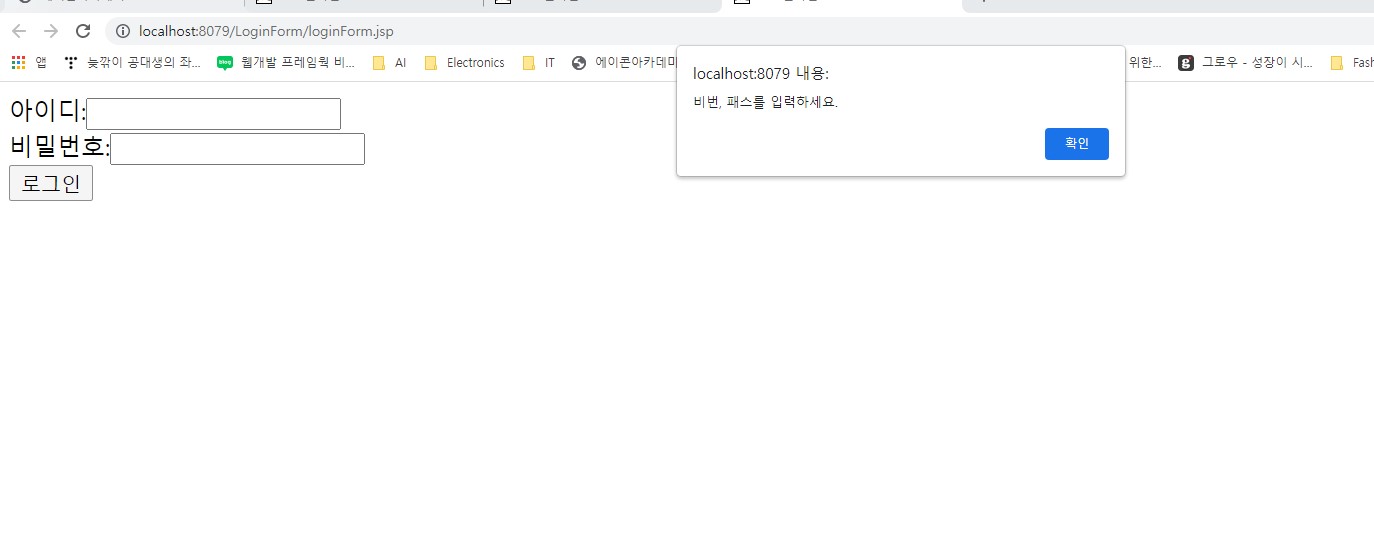 localhost:8079/LoginForm/loginForm.jsp
앱 늦깎이 공대생의 좌... blog 웹개발 프레임웍 비... AI Electronics IT 에이콘아카데미 위한... g 그로우 - 성장이 시... Fash
localhost:8079 내용:
비번, 패스를 입력하세요.
확인
아이디:
비밀번호:
로그인